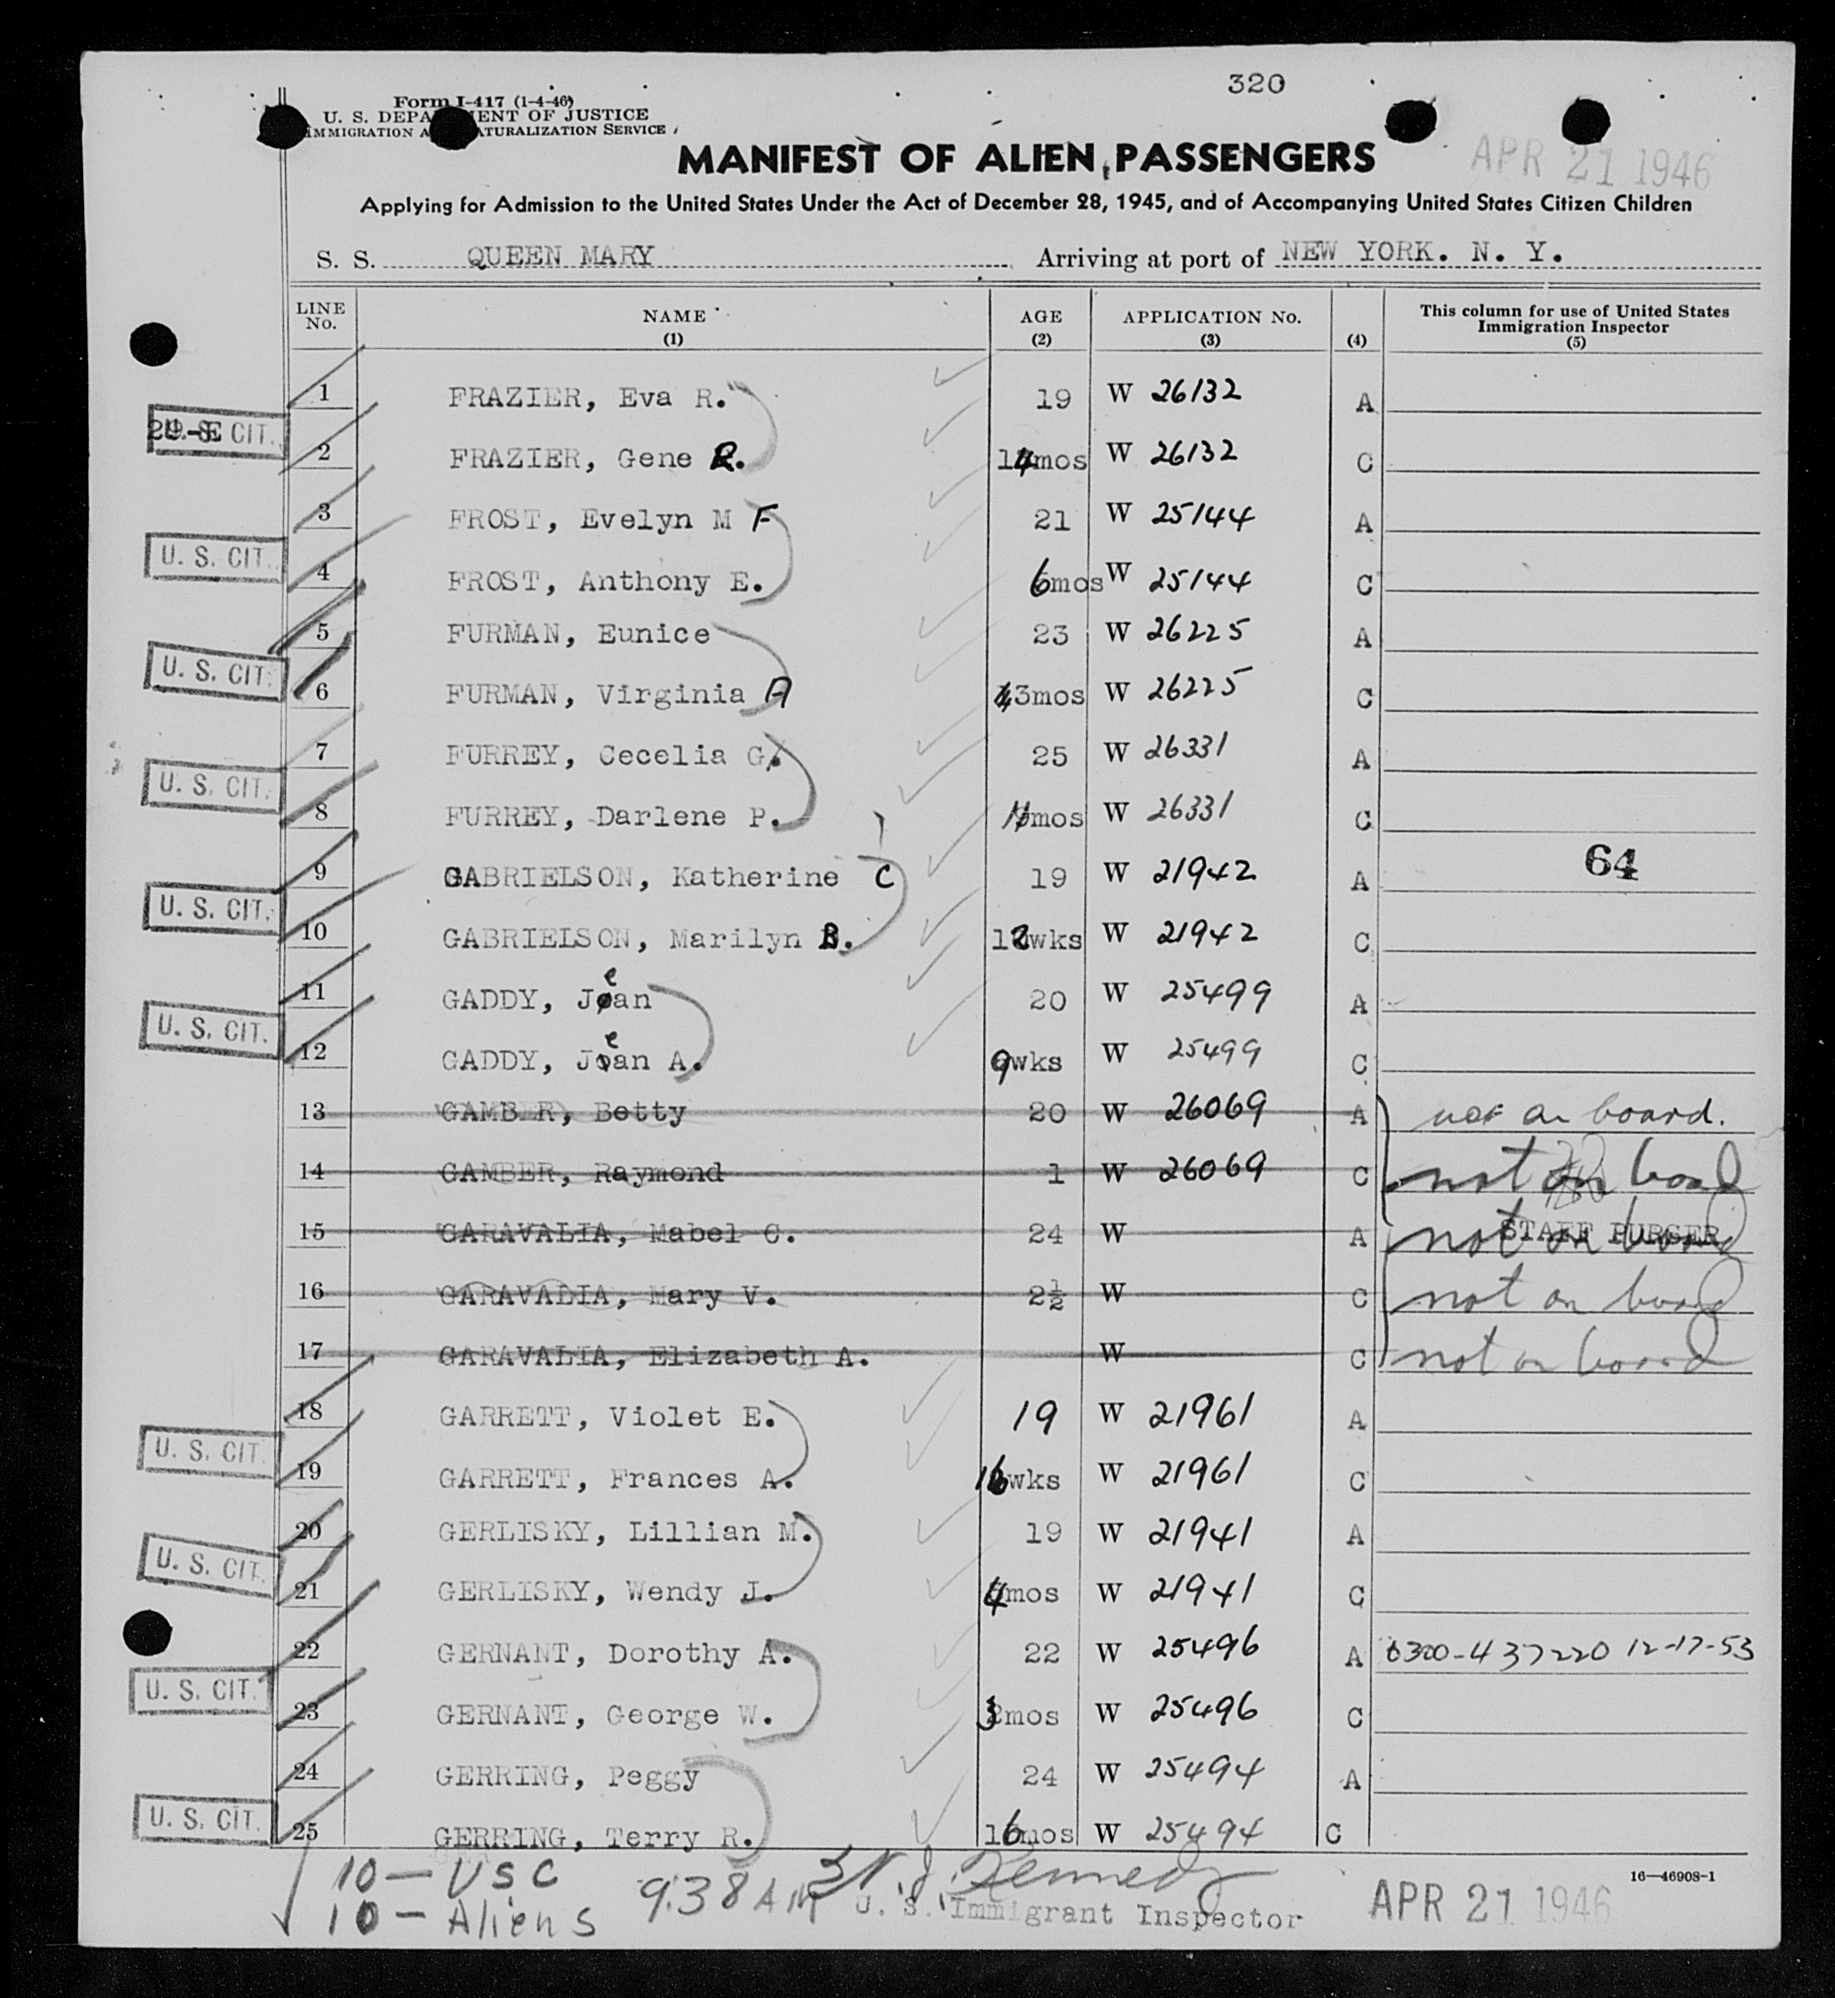 320
Form I-417 (1-4-46)
U. S. DEPA MENT OF JUSTICE
IMMIGRATION A NATURALIZATION SERVICE
MANIFEST OF ALIEN PASSENGERS
APR 21 1946
Applying for Admission to the United States Under the Act of December 28, 1945, and of Accompanying United States Citizen Children
S. S. QUEEN MARY Arriving at port of NEW YORK. N. Y.
LINE No. NAME (1) AGE (2) APPLICATION No. (3) (4) This column for use of United States Immigration Inspector (5)
1 FRAZIER, Eva R. 19 W 26132 A
U. S. CIT. 2 FRAZIER, Gene R. 14mos W 26132 C
3 FROST, Evelyn M F 21 W 25144 A
U. S. CIT. 4 FROST, Anthony E. 6mos W 25144 C
5 FURMAN, Eunice 23 W 26225 A
U. S. CIT. 6 FURMAN, Virginia A 3mos W 26225 C
7 FURREY, Cecelia G. 25 W 26331 A
U. S. CIT. 8 FURREY, Darlene P. mos W 26331 C
9 GABRIELSON, Katherine C 19 W 21942 A 64
U. S. CIT. 10 GABRIELSON, Marilyn B. 12wks W 21942 C
11 GADDY, Jean 20 W 25499 A
U. S. CIT. 12 GADDY, Jean A. 9wks W 25499 C
13 GAMBER, Betty 20 W 26069 A not on board.
14 GAMBER, Raymond 1 W 26069 C not on board
15 GARAVALIA, Mabel C. 24 W A not on board STAFF PURSER
16 GARAVALIA, Mary V. 2½ W C not on board
17 GARAVALIA, Elizabeth A. W C not on board
18 GARRETT, Violet E. 19 W 21961 A
U. S. CIT. 19 GARRETT, Frances A. 16wks W 21961 C
20 GERLISKY, Lillian M. 19 W 21941 A
U. S. CIT. 21 GERLISKY, Wendy J. 4mos W 21941 C
22 GERNANT, Dorothy A. 22 W 25496 A 0300-437220 12-17-53
U. S. CIT. 23 GERNANT, George W. 3mos W 25496 C
24 GERRING, Peggy 24 W 25494 A
U. S. CIT. 25 GERRING, Terry R. 16mos W 25494 C
16—46908-1
10 — USC
9.38 AM Kennedy
10 - Aliens
U. S. Immigrant Inspector
APR 21 1946